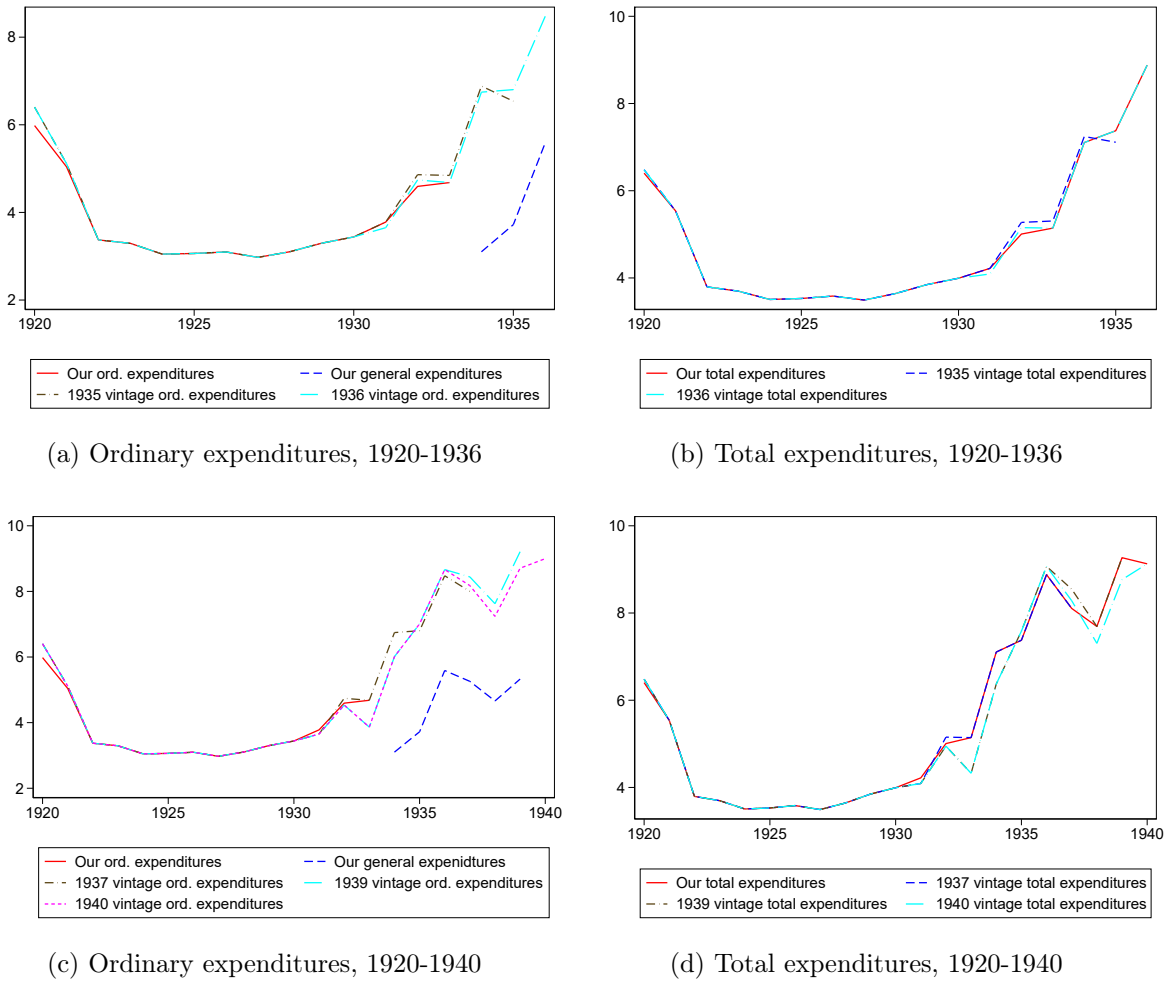 8
6
4
2
1920 1925 1930 1935
Our ord. expenditures Our general expenditures
1935 vintage ord. expenditures 1936 vintage ord. expenditures
(a) Ordinary expenditures, 1920-1936
10
8
6
4
1920 1925 1930 1935
Our total expenditures 1935 vintage total expenditures
1936 vintage total expenditures
(b) Total expenditures, 1920-1936
10
8
6
4
2
1920 1925 1930 1935 1940
Our ord. expenditures Our general expenidtures
1937 vintage ord. expenditures 1939 vintage ord. expenditures
1940 vintage ord. expenditures
(c) Ordinary expenditures, 1920-1940
10
8
6
4
1920 1925 1930 1935 1940
Our total expenditures 1937 vintage total expenditures
1939 vintage total expenditures 1940 vintage total expenditures
(d) Total expenditures, 1920-1940